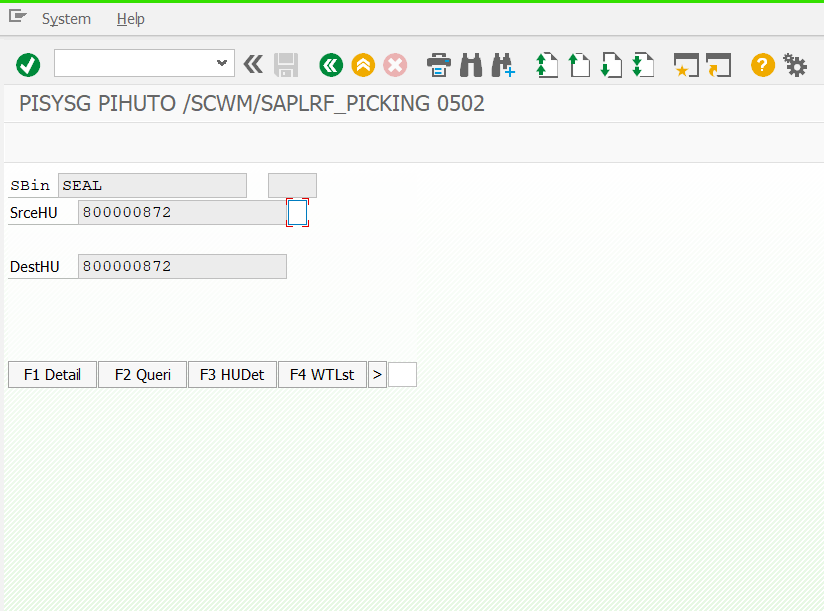 System Help
PISYSG PIHUTO /SCWM/SAPLRF_PICKING 0502
SBin SEAL
SrceHU 800000872
DestHU 800000872
F1 Detail F2 Queri F3 HUDet F4 WTLst >